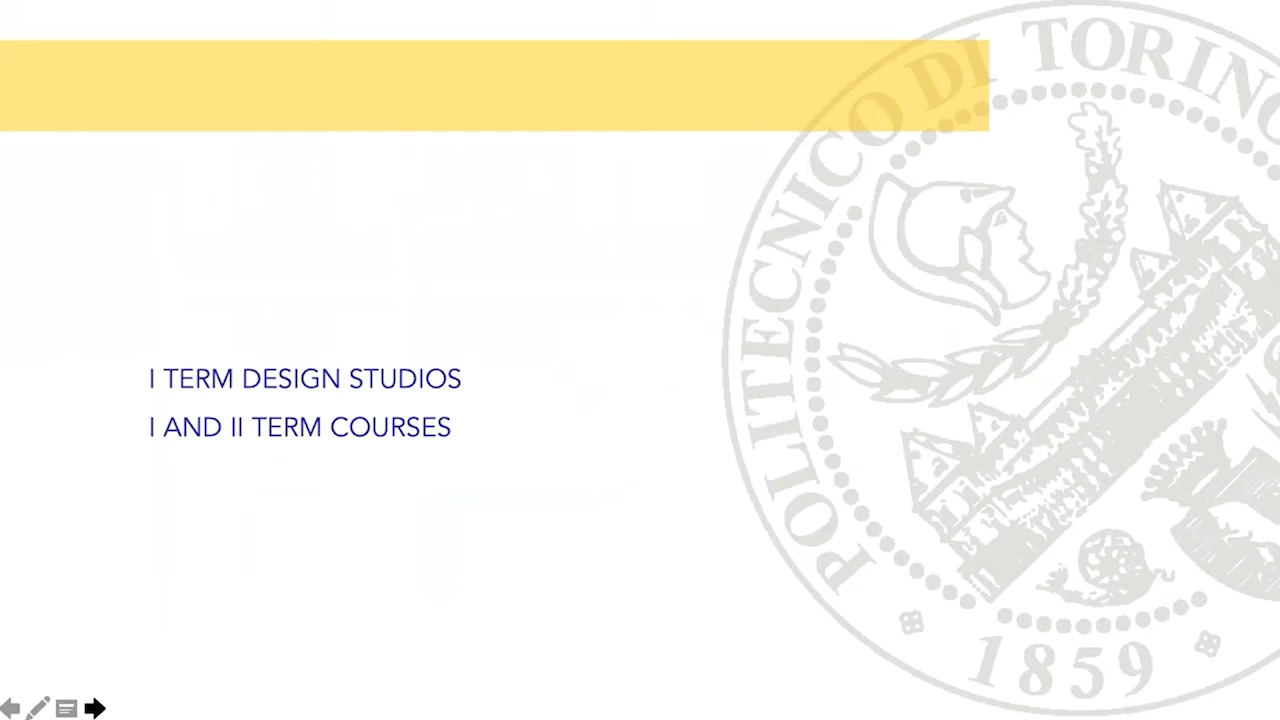 POLITECNICO DI TORINO
I TERM DESIGN STUDIOS
I AND II TERM COURSES
1859